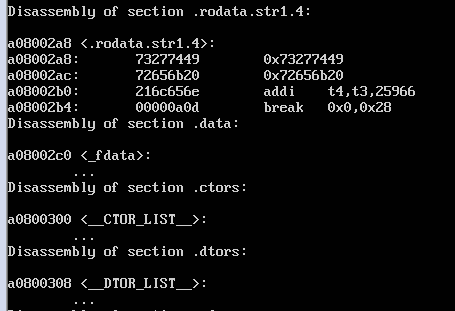 Disassembly of section .rodata.str1.4:
a08002a8 <.rodata.str1.4>:
a08002a8: 73277449 0x73277449
a08002ac: 72656b20 0x72656b20
a08002b0: 216c656e addi t4,t3,25966
a08002b4: 00000a0d break 0x0,0x28
Disassembly of section .data:
a08002c0 <_fdata>:
...
Disassembly of section .ctors:
a0800300 <__CTOR_LIST__>:
...
Disassembly of section .dtors:
a0800308 <__DTOR_LIST__>:
...